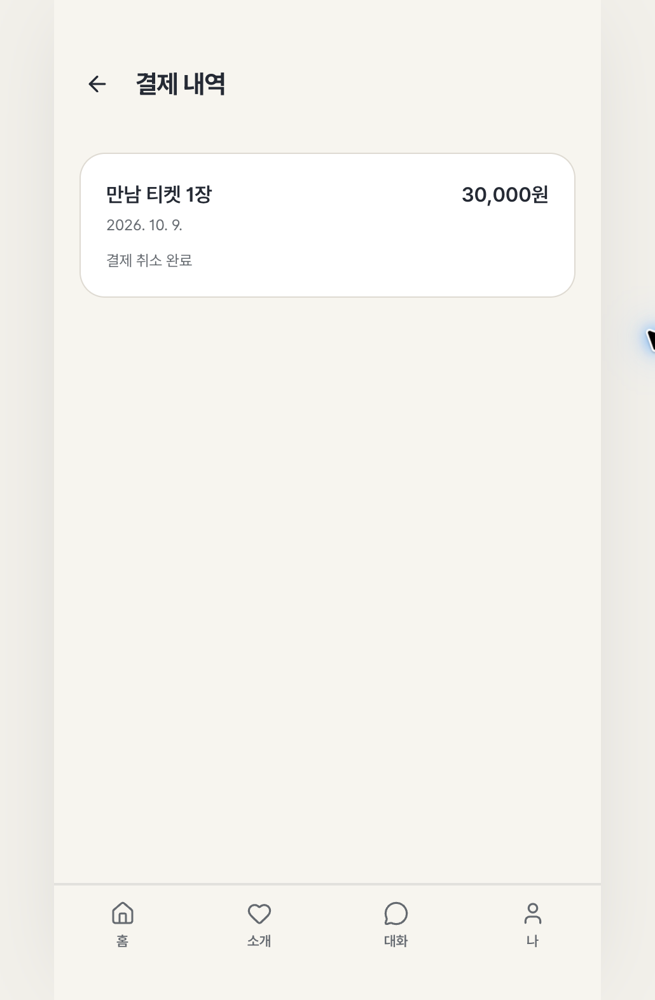 결제 내역
만남 티켓 1장 30,000원
2026. 10. 9.
결제 취소 완료
홈 소개 대화 나